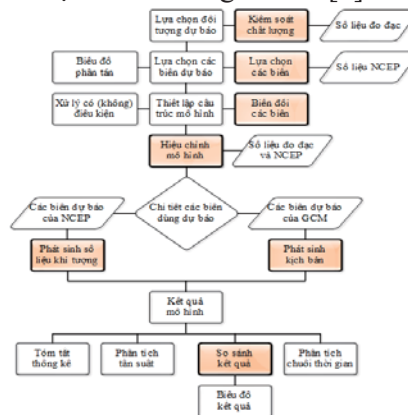 Lựa chọn đối
tượng dự báo
Kiểm soát
chất lượng
Số liệu đo đạc
Biểu đồ
phân tán
Lựa chọn các
biến dự báo
Lựa chọn
các biến
Số liệu NCEP
Xử lý có (không)
điều kiện
Thiết lập cấu
trúc mô hình
Biến đổi
các biến
Hiệu chỉnh
mô hình
Số liệu đo đạc
và NCEP
Các biến dự báo
của NCEP
Chi tiết các biến
dùng dự báo
Các biến dự báo
của GCM
Phát sinh số
liệu khí tượng
Phát sinh
kịch bản
Kết quả
mô hình
Tóm tắt
thống kê
Phân tích
tần suất
So sánh
kết quả
Phân tích
chuỗi thời gian
Biểu đồ
kết quả